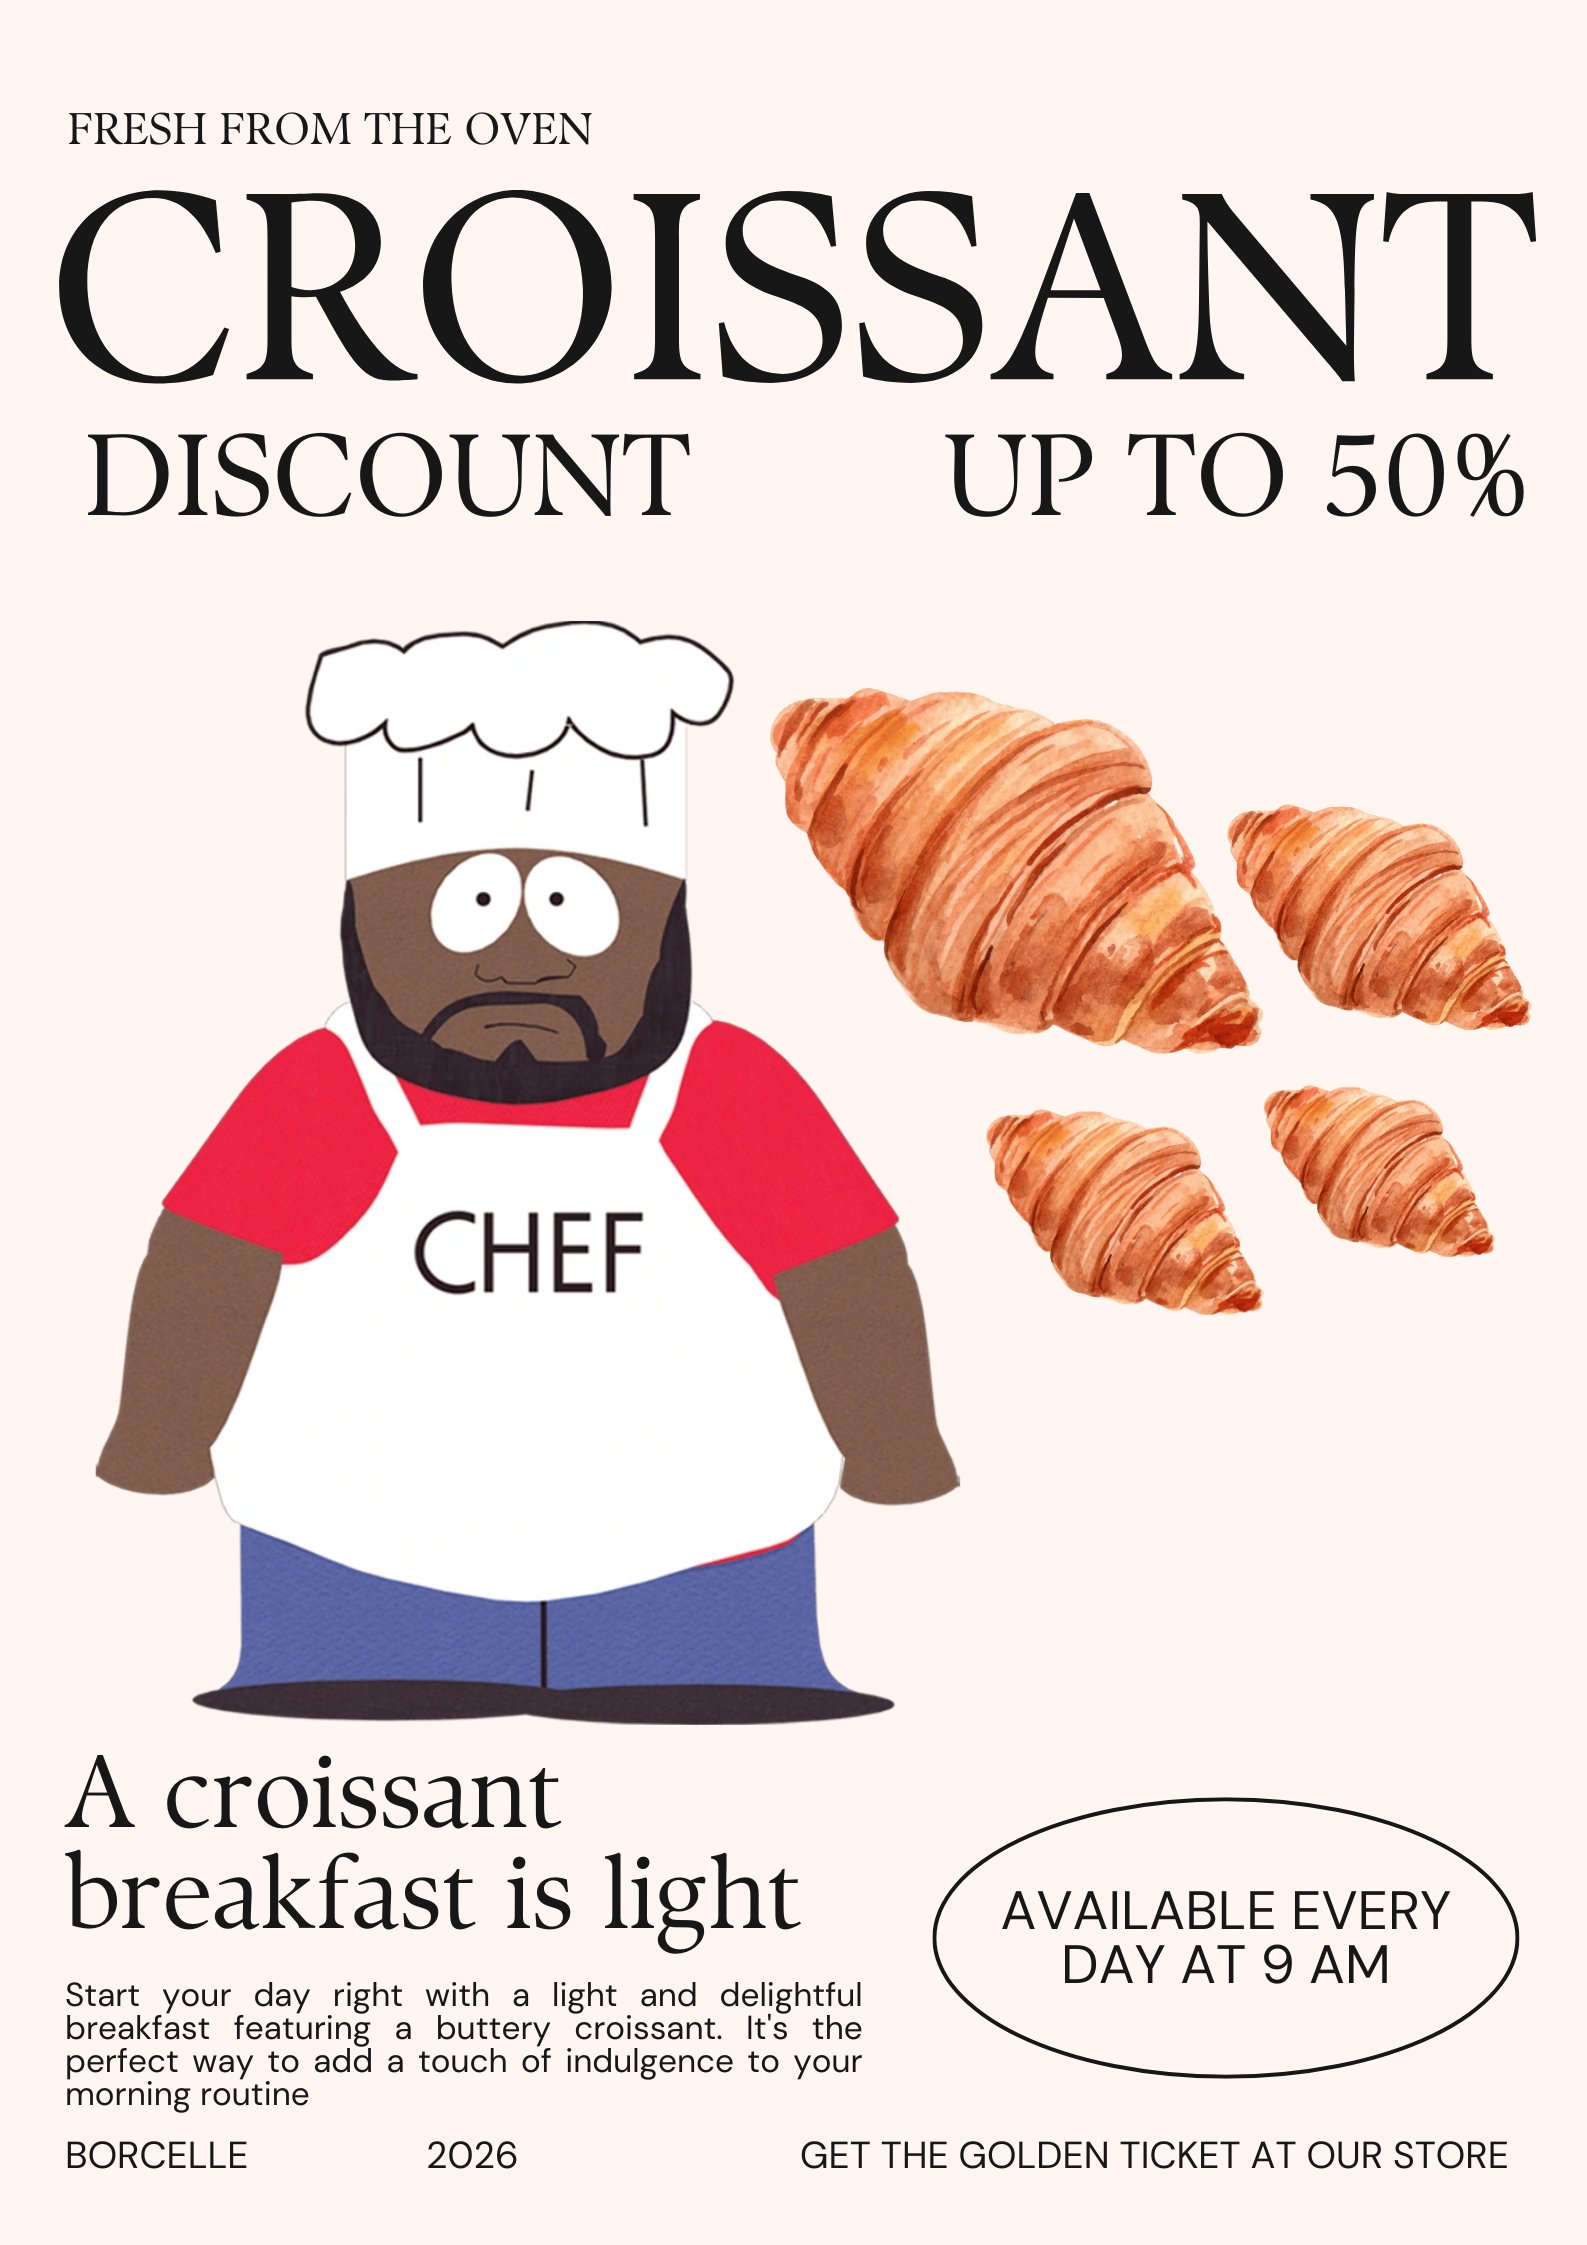 FRESH FROM THE OVEN
CROISSANT
DISCOUNT UP TO 50%
CHEF
A croissant
breakfast is light
Start your day right with a light and delightful
breakfast featuring a buttery croissant. It's the
perfect way to add a touch of indulgence to your
morning routine
AVAILABLE EVERY
DAY AT 9 AM
BORCELLE 2026 GET THE GOLDEN TICKET AT OUR STORE